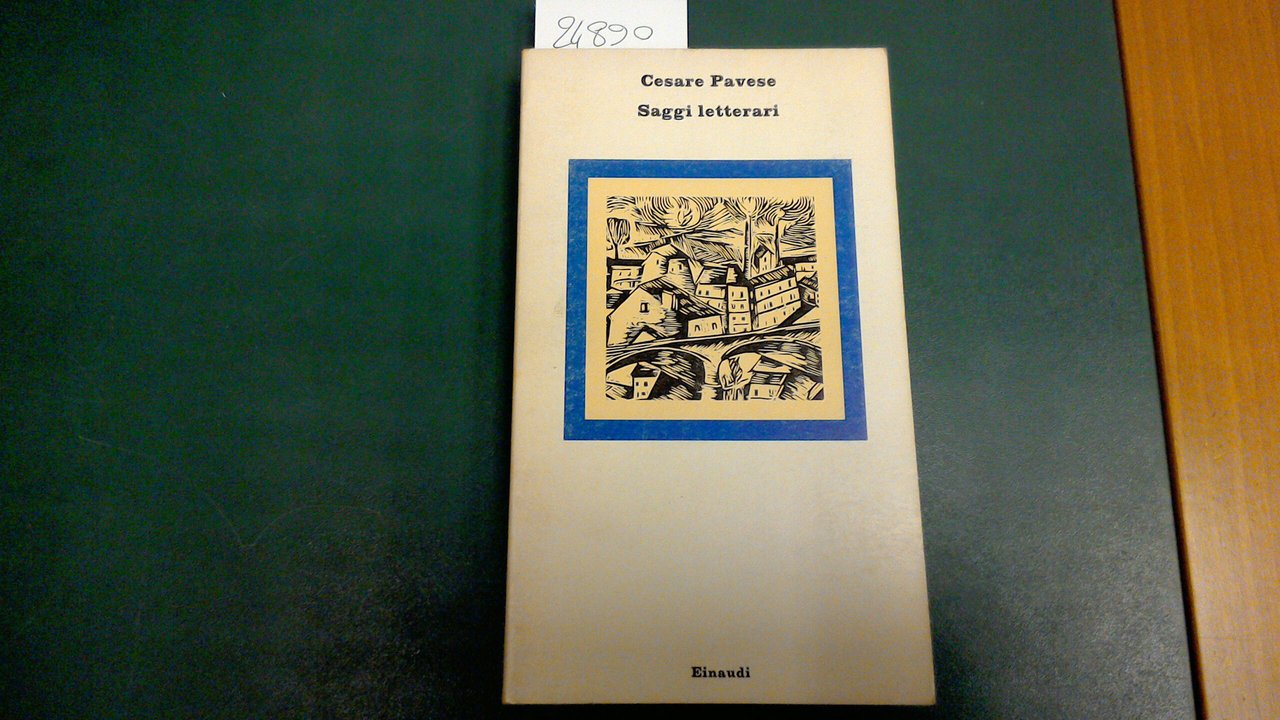 24890
Cesare Pavese
Saggi letterari
Einaudi